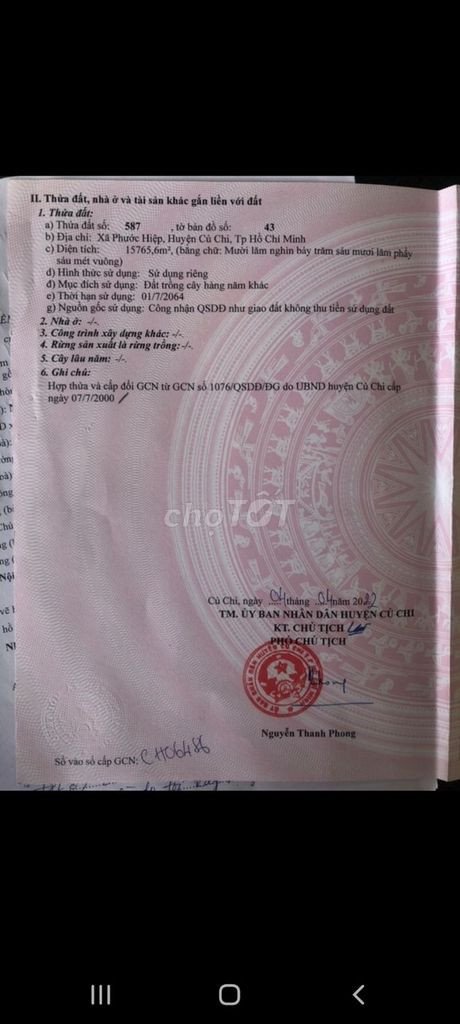 II. Thửa đất, nhà ở và tài sản khác gắn liền với đất
1. Thửa đất:
a) Thửa đất số: 587 , tờ bản đồ số: 43
b) Địa chỉ: Xã Phước Hiệp, Huyện Củ Chi, Tp Hồ Chí Minh
c) Diện tích: 15765,6m², (bằng chữ: Mười lăm nghìn bảy trăm sáu mươi lăm phẩy
sáu mét vuông)
d) Hình thức sử dụng: Sử dụng riêng
đ) Mục đích sử dụng: Đất trồng cây hàng năm khác
e) Thời hạn sử dụng: 01/7/2064
g) Nguồn gốc sử dụng: Công nhận QSDĐ như giao đất không thu tiền sử dụng đất
2. Nhà ở: -/-
3. Công trình xây dựng khác: -/-
4. Rừng sản xuất là rừng trồng: -/-
5. Cây lâu năm: -/-
6. Ghi chú:
Hợp thửa và cấp đổi GCN từ GCN số 1076/QSDĐ/ĐG do UBND huyện Củ Chi cấp
ngày 07/7/2000
chợTỐT
Củ Chi, ngày 04 tháng 04 năm 2022
TM. ỦY BAN NHÂN DÂN HUYỆN CỦ CHI
KT. CHỦ TỊCH
PHÓ CHỦ TỊCH
Nguyễn Thanh Phong
Số vào sổ cấp GCN: CH06486